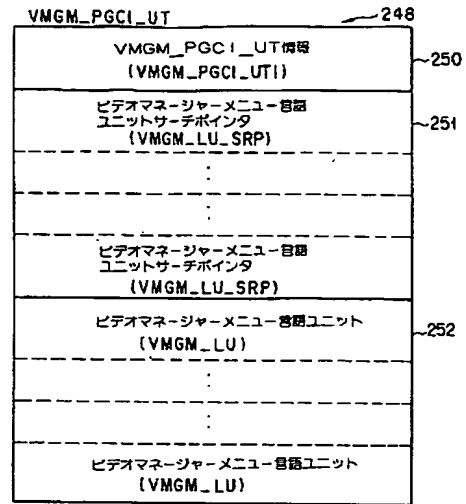 VMGM_PGCI_UT
248
VMGM_PGCI_UT情報
(VMGM_PGCI_UTI)
250
ビデオマネージャーメニュー言語
ユニットサーチポインタ
(VMGM_LU_SRP)
251
ビデオマネージャーメニュー言語
ユニットサーチポインタ
(VMGM_LU_SRP)
ビデオマネージャーメニュー言語ユニット
(VMGM_LU)
252
ビデオマネージャーメニュー言語ユニット
(VMGM_LU)